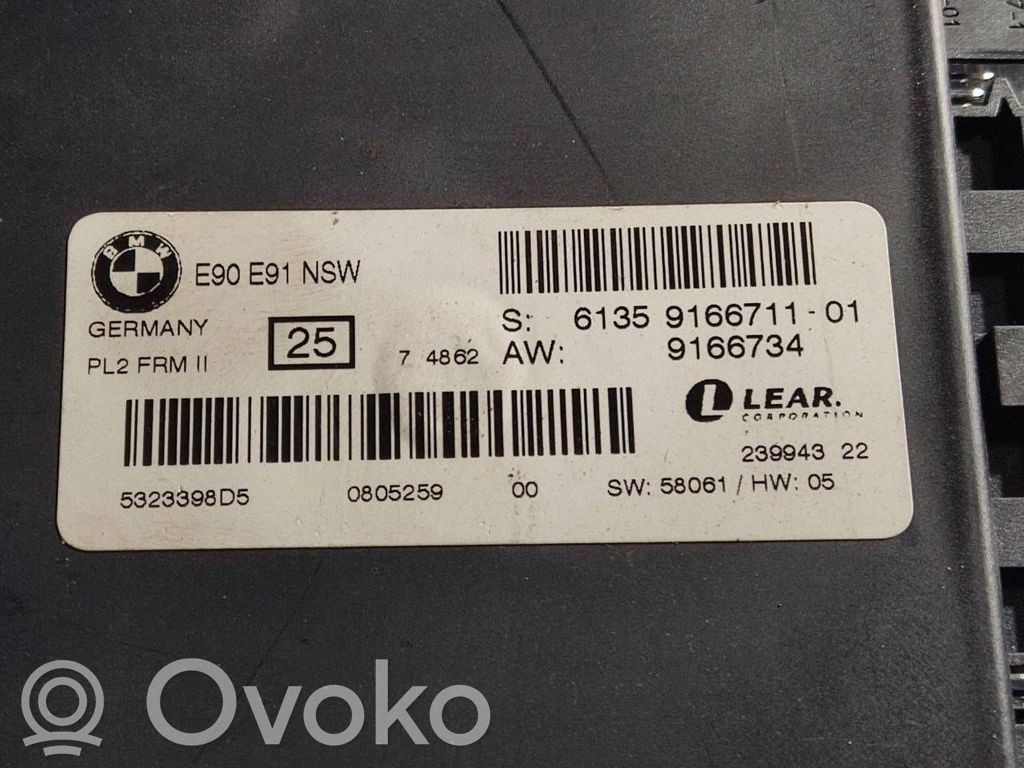 BMW
E90 E91 NSW
GERMANY
PL2 FRM II
25
7 4862
S: 6135 9166711-01
AW: 9166734
LEAR.
CORPORATION
239943 22
5323398D5 0805259 00 SW: 58061 / HW: 05
Ovoko